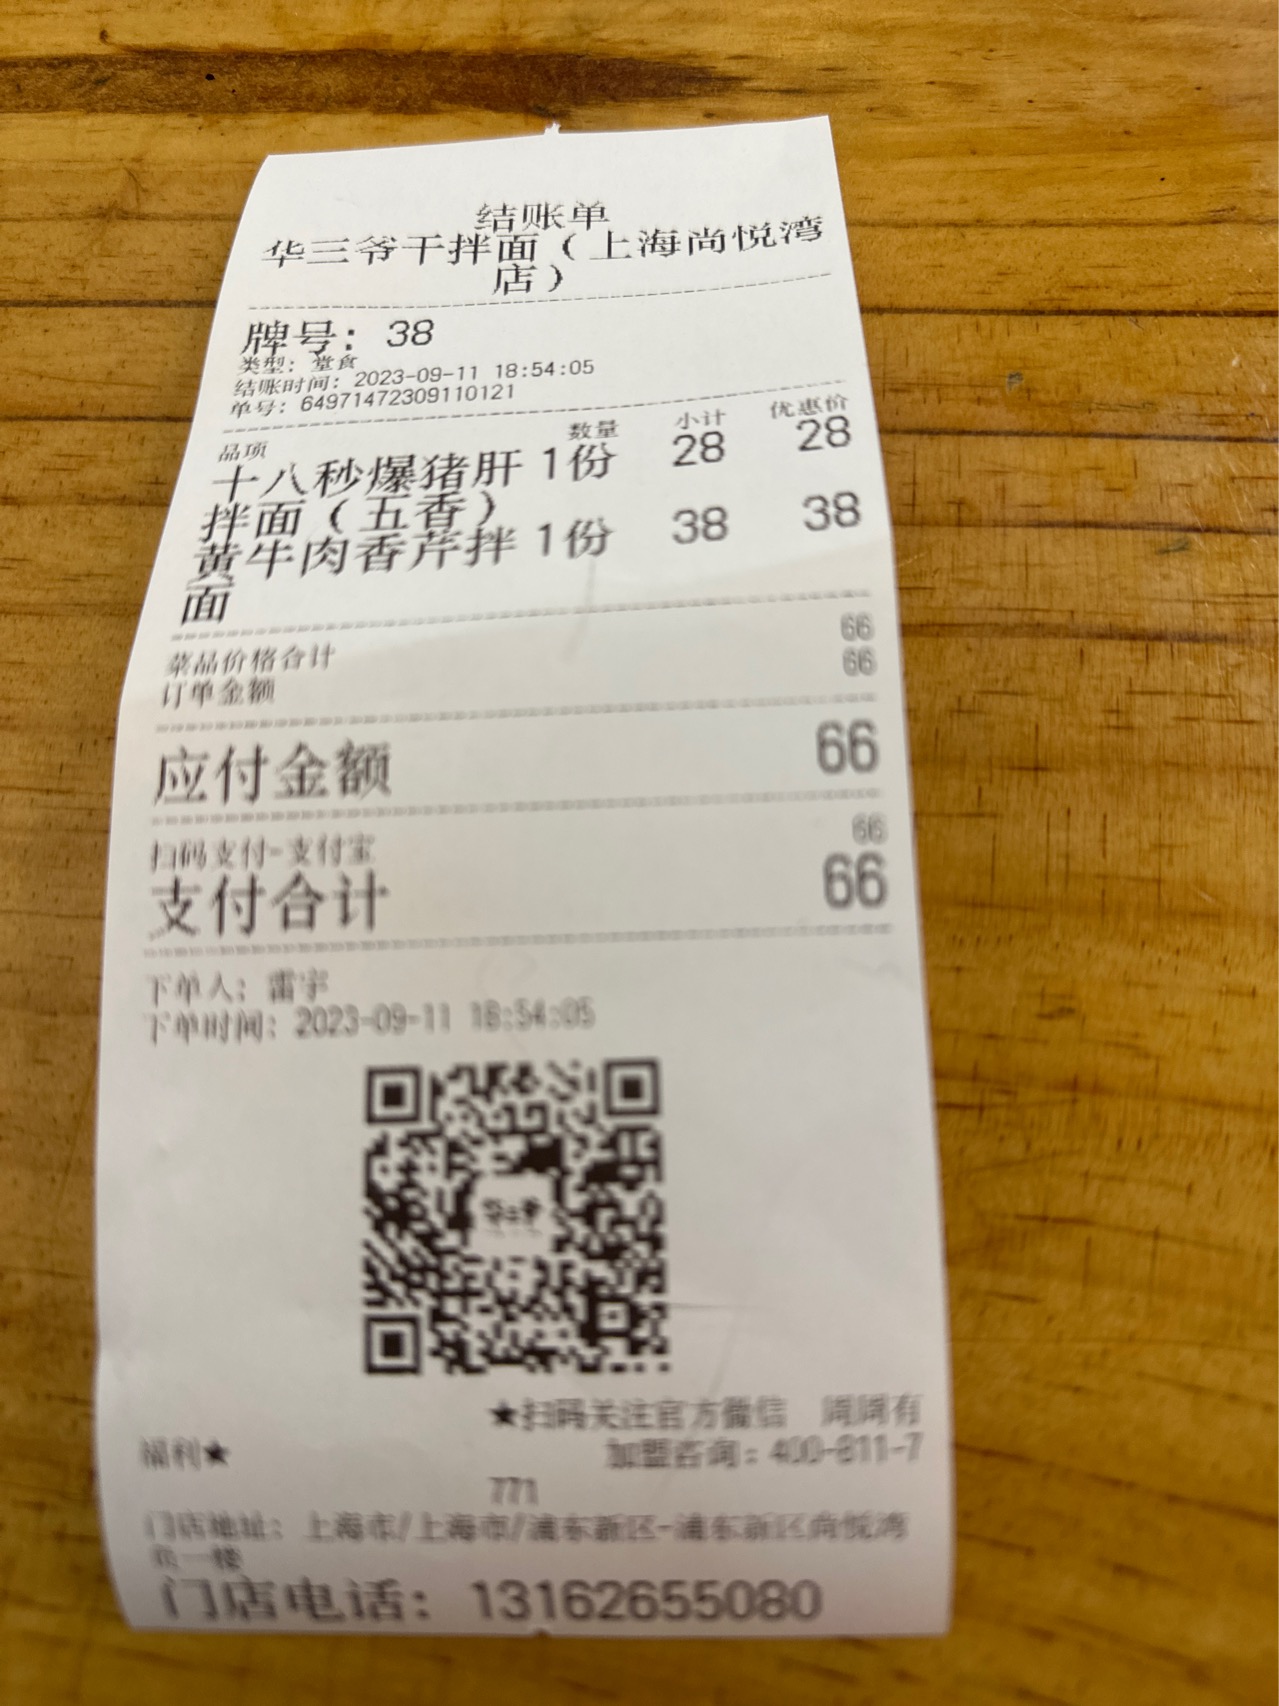 结账单
华三爷干拌面（上海尚悦湾
店）
牌号：38
类型：堂食
结账时间：2023-09-11 18:54:05
单号：64971472309110121
品项 数量 小计 优惠价
十八秒爆猪肝 1份 28 28
拌面（五香）
黄牛肉香芹拌 1份 38 38
面
菜品价格合计 66
订单金额 66
应付金额 66
扫码支付-支付宝 66
支付合计 66
下单人：雷宇
下单时间：2023-09-11 18:54:05
★扫码关注官方微信 周周有
福利★ 加盟咨询：400-811-7
771
门店地址：上海市/上海市/浦东新区-浦东新区尚悦湾
负一楼
门店电话：13162655080